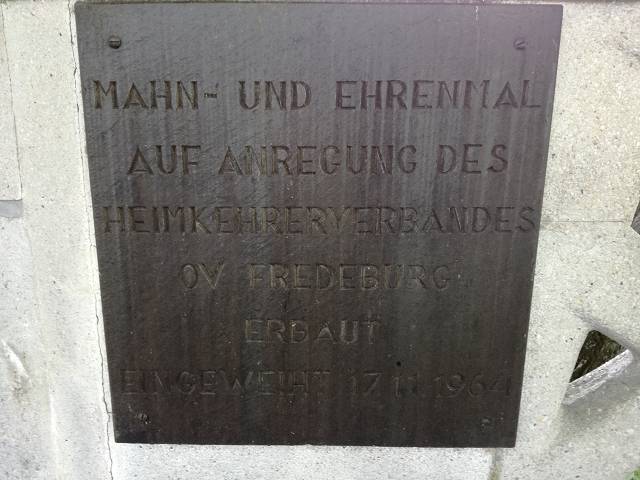 MAHN- UND EHRENMAL
AUF ANREGUNG DES
HEIMKEHRERVERBANDES
OV FREDEBURG
ERBAUT
EINGEWEIHT 17.11.1964